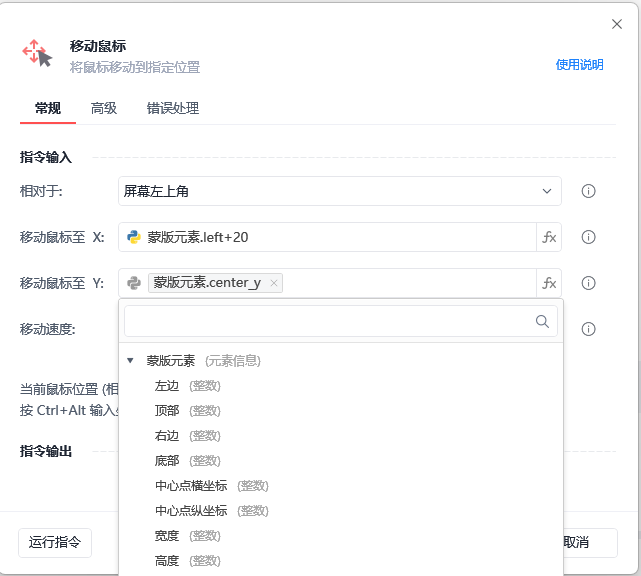 移动鼠标
将鼠标移动到指定位置
使用说明
常规 高级 错误处理
指令输入
相对于: 屏幕左上角
移动鼠标至 X: 蒙版元素.left+20 fx
移动鼠标至 Y: 蒙版元素.center_y × fx
移动速度:
蒙版元素 (元素信息)
左边 (整数)
当前鼠标位置 (相
顶部 (整数)
按 Ctrl+Alt 输入
右边 (整数)
指令输出
底部 (整数)
中心点横坐标 (整数)
中心点纵坐标 (整数)
宽度 (整数)
运行指令
取消
高度 (整数)